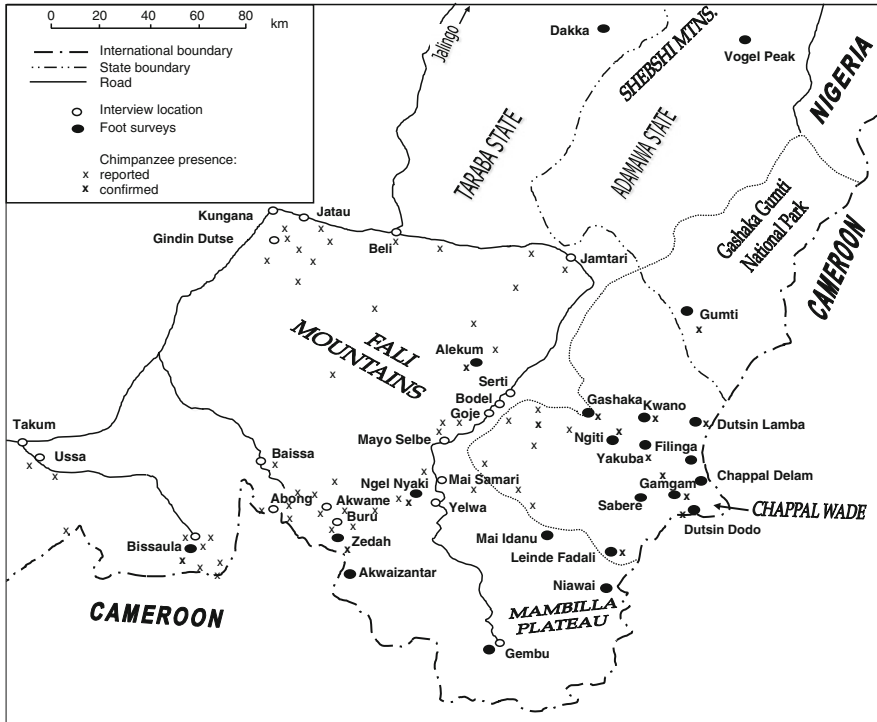 0 20 40 60 80
km
International boundary
State boundary
Road
Interview location
Foot surveys
Chimpanzee presence:
x reported
x confirmed
Jalingo
Dakka
SHEBSHI MTNS.
Vogel Peak
NIGERIA
TARABA STATE
ADAMAWA STATE
Gashaka Gumti
National Park
CAMEROON
Kungana
Jatau
Gindin Dutse
Beli
Jamtari
Gumti
FALI
MOUNTAINS
Alekum
Serti
Bodel
Goje
Gashaka
Kwano
Dutsin Lamba
Takum
Ussa
Mayo Selbe
Ngiti
Yakuba
Filinga
Baissa
Mai Samari
Ngel Nyaki
Gamgam
Chappal Delam
Abong
Akwame
Yelwa
Sabere
CHAPPAL WADE
Buru
Dutsin Dodo
Bissaula
Zedah
Mai Idanu
Leinde Fadali
Akwaizantar
Niawai
CAMEROON
MAMBILLA
PLATEAU
Gembu